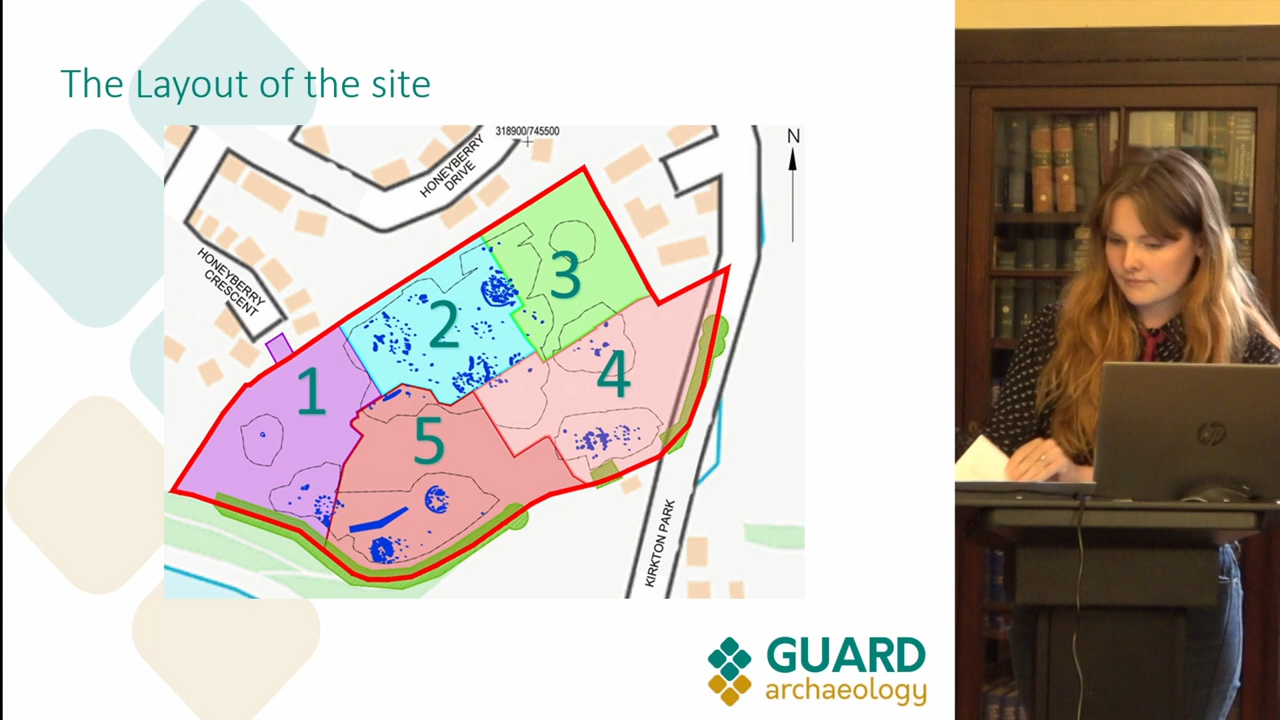 The Layout of the site
318900/745500
N
HONEYBERRY
DRIVE
HONEYBERRY
CRESCENT
3
2
4
1
5
KIRKTON PARK
GUARD
archaeology
hp